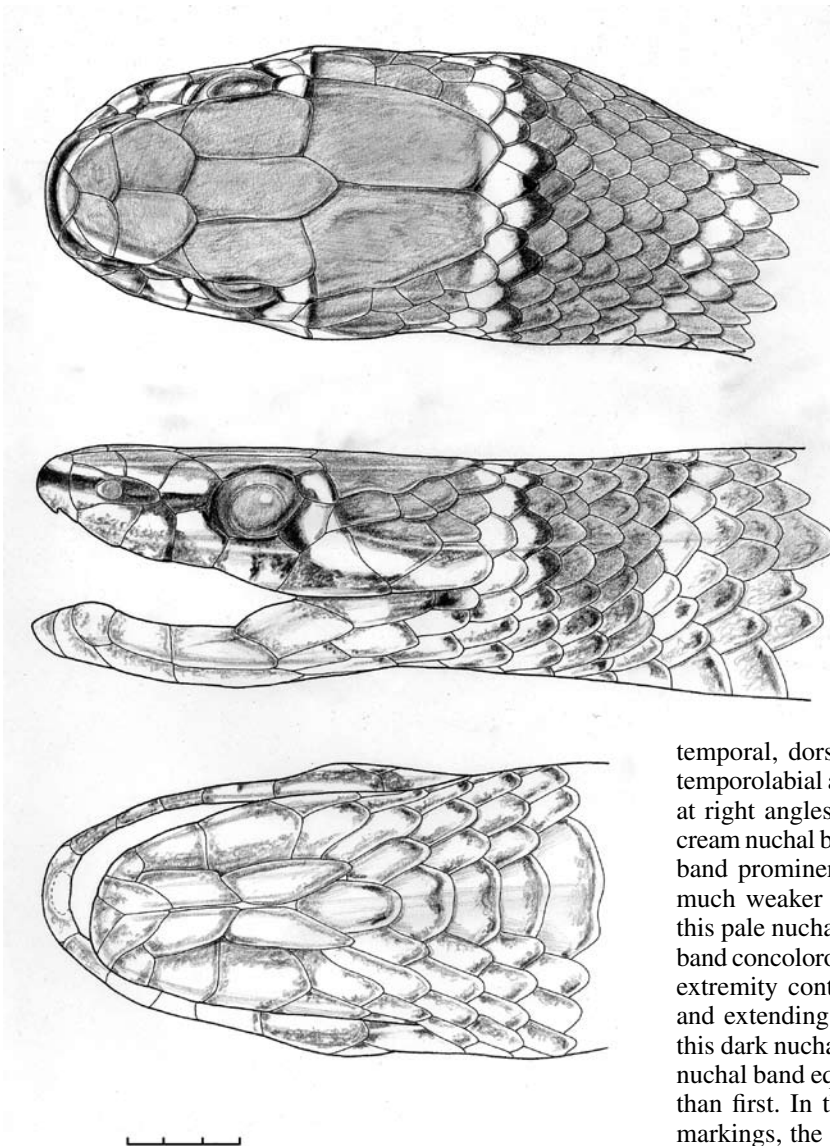 temporal, dors
temporolabial a
at right angles
cream nuchal b
band prominen
much weaker
this pale nucha
band concoloro
extremity cont
and extending
this dark nucha
nuchal band eq
than first. In t
markings, the